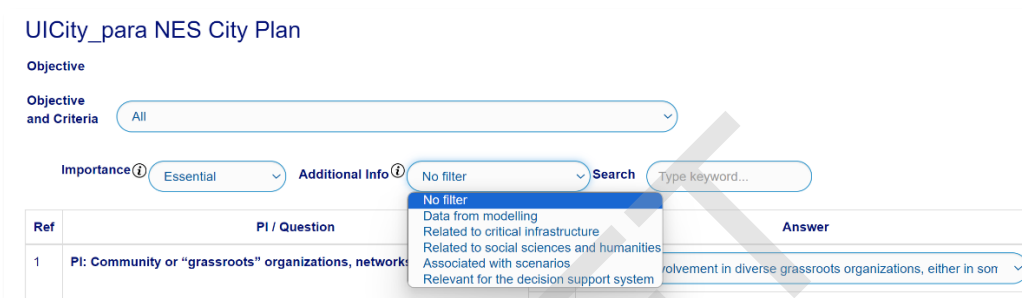 UICity_para NES City Plan
Objective
Objective
and Criteria
All
Importance i Essential Additional Info i No filter Search Type keyword...
No filter
Data from modelling
Related to critical infrastructure
Related to social sciences and humanities
Associated with scenarios
Relevant for the decision support system
Ref PI / Question Answer
1 PI: Community or “grassroots” organizations, networks
volvement in diverse grassroots organizations, either in som